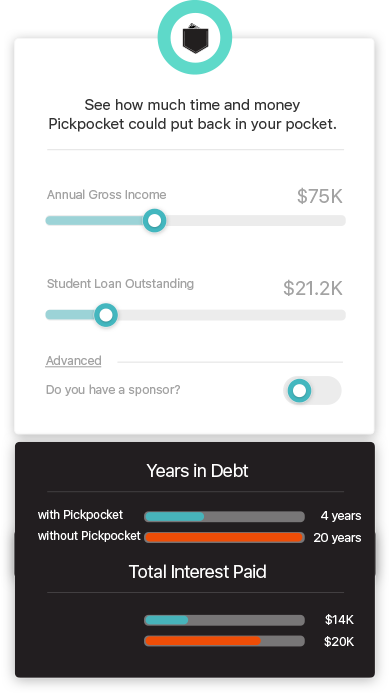 See how much time and money
Pickpocket could put back in your pocket.
Annual Gross Income $75K
Student Loan Outstanding $21.2K
Advanced
Do you have a sponsor?
Years in Debt
with Pickpocket 4 years
without Pickpocket 20 years
Total Interest Paid
$14K
$20K